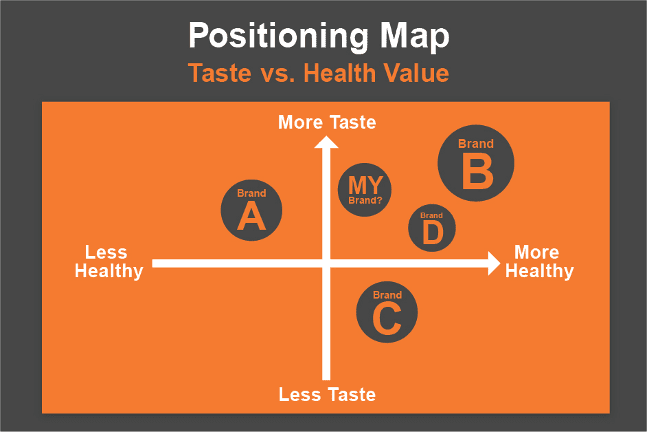 Positioning Map
Taste vs. Health Value
More Taste
Brand
B
MY
Brand?
Brand
A
Brand
D
Less
Healthy
More
Healthy
Brand
C
Less Taste